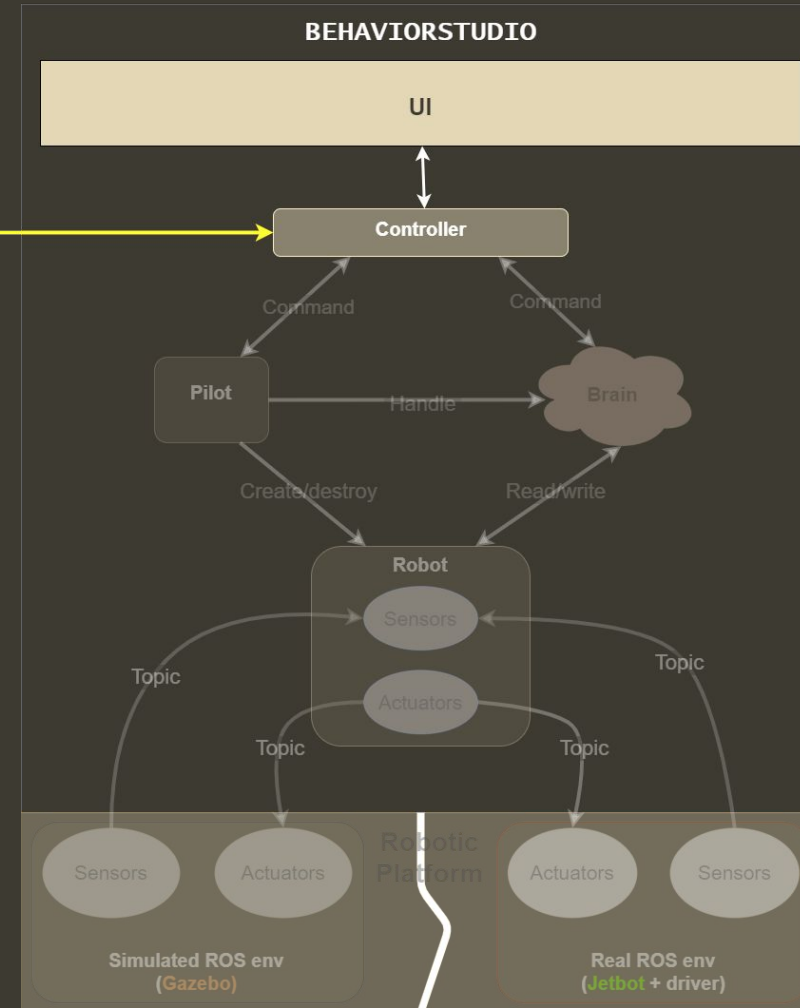 BEHAVIORSTUDIO
UI
Controller
Command
Command
Pilot
Brain
Handle
Create/destroy
Read/write
Robot
Sensors
Topic
Topic
Actuators
Topic
Topic
Robotic
Platform
Sensors
Actuators
Actuators
Sensors
Simulated ROS env
(Gazebo)
Real ROS env
(Jetbot + driver)